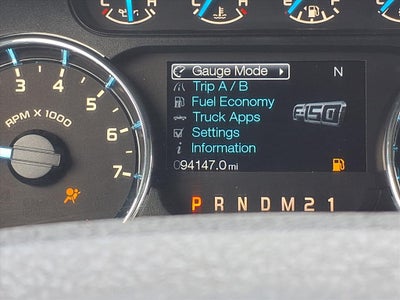 C H
E F
Gauge Mode
N
Trip A / B
Fuel Economy
F150
Truck Apps
Settings
Information
094147.0 mi
3 4 5 6 7
RPM X 1000
P R N D M 2 1